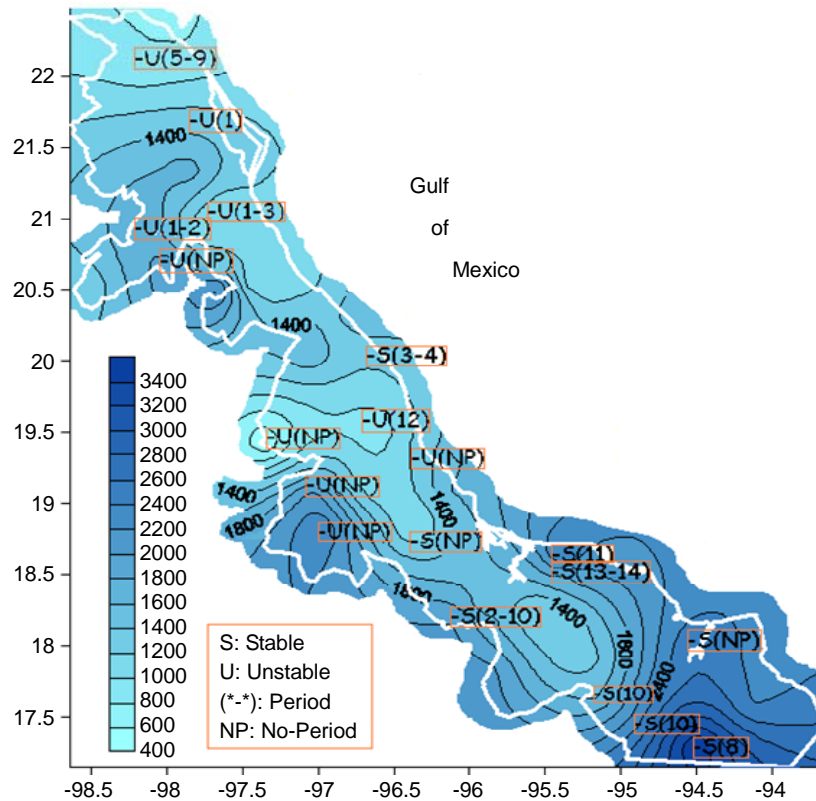 22
-U(5-9)
21.5
-U(1)
1400
Gulf
of
Mexico
21
-U(1-3)
-U(1-2)
-U(NP)
20.5
1400
20
-S(3-4)
19.5
-U(12)
-U(NP)
-U(NP)
19
1400
-U(NP)
1400
1800
-U(NP)
-S(NP)
18.5
-S(11)
-S(13-14)
1800
18
-S(2-10)
1400
1800
-S(NP)
2400
17.5
-S(10)
-S(10)
-S(8)
3400
3200
3000
2800
2600
2400
2200
2000
1800
1600
1400
1200
1000
800
600
400
S: Stable
U: Unstable
(*-*): Period
NP: No-Period
-98.5 -98 -97.5 -97 -96.5 -96 -95.5 -95 -94.5 -94